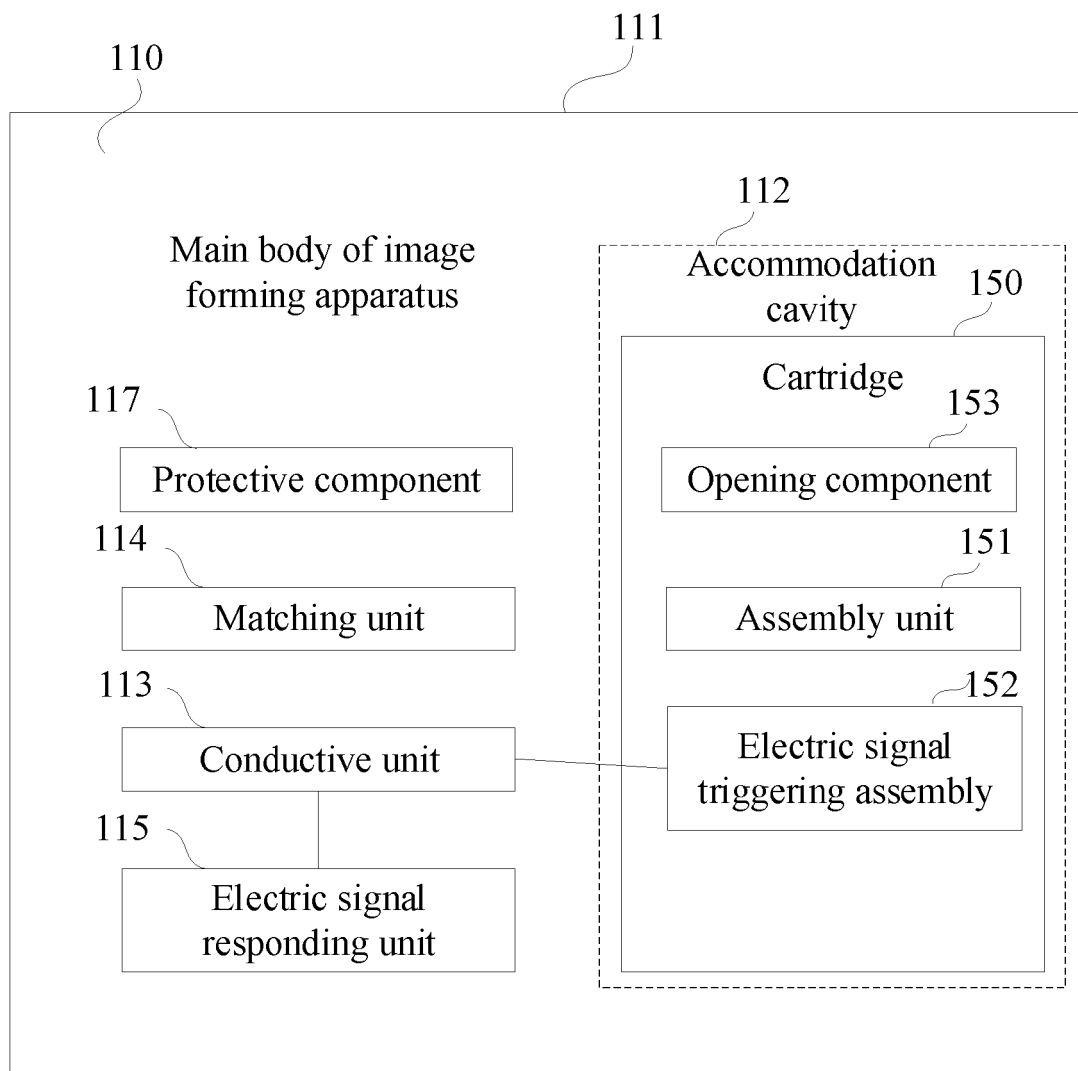 111
110
112
Main body of image
forming apparatus
Accommodation
cavity
150
Cartridge
117
Protective component
153
Opening component
114
Matching unit
151
Assembly unit
113
Conductive unit
152
Electric signal
triggering assembly
115
Electric signal
responding unit